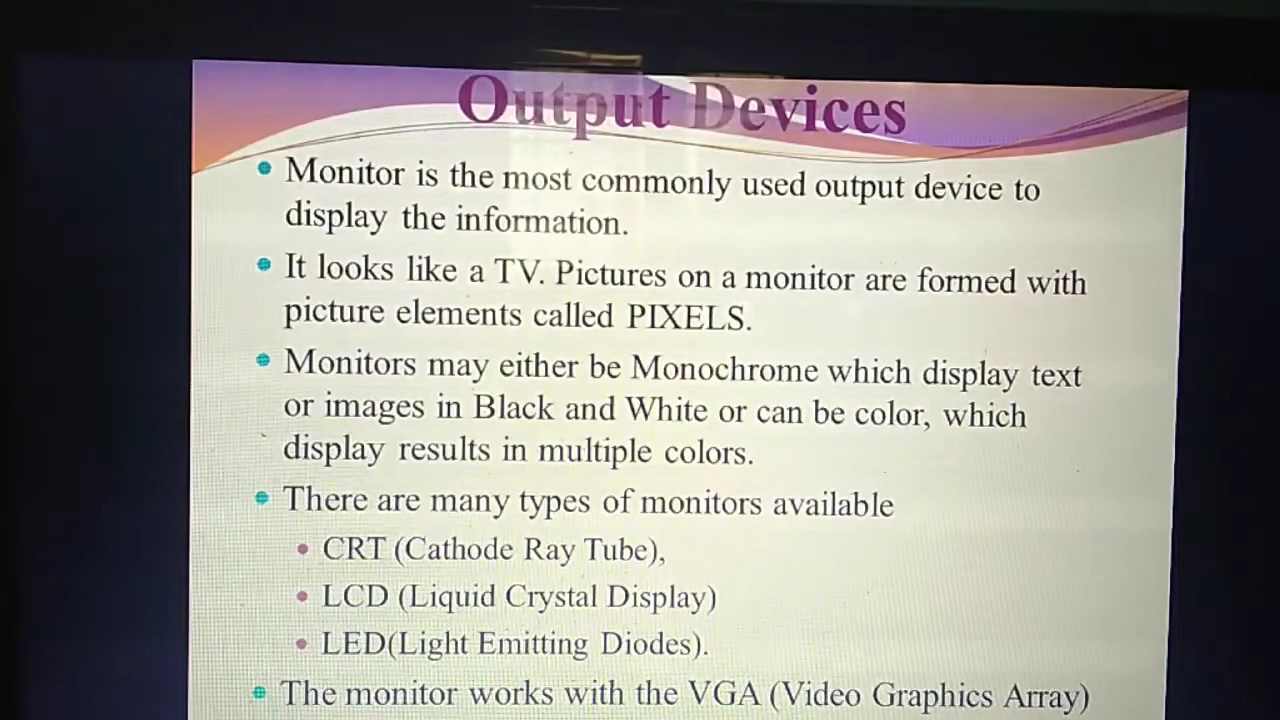 Output Devices
Monitor is the most commonly used output device to
display the information.
It looks like a TV. Pictures on a monitor are formed with
picture elements called PIXELS.
Monitors may either be Monochrome which display text
or images in Black and White or can be color, which
display results in multiple colors.
There are many types of monitors available
CRT (Cathode Ray Tube),
LCD (Liquid Crystal Display)
LED(Light Emitting Diodes).
The monitor works with the VGA (Video Graphics Array)